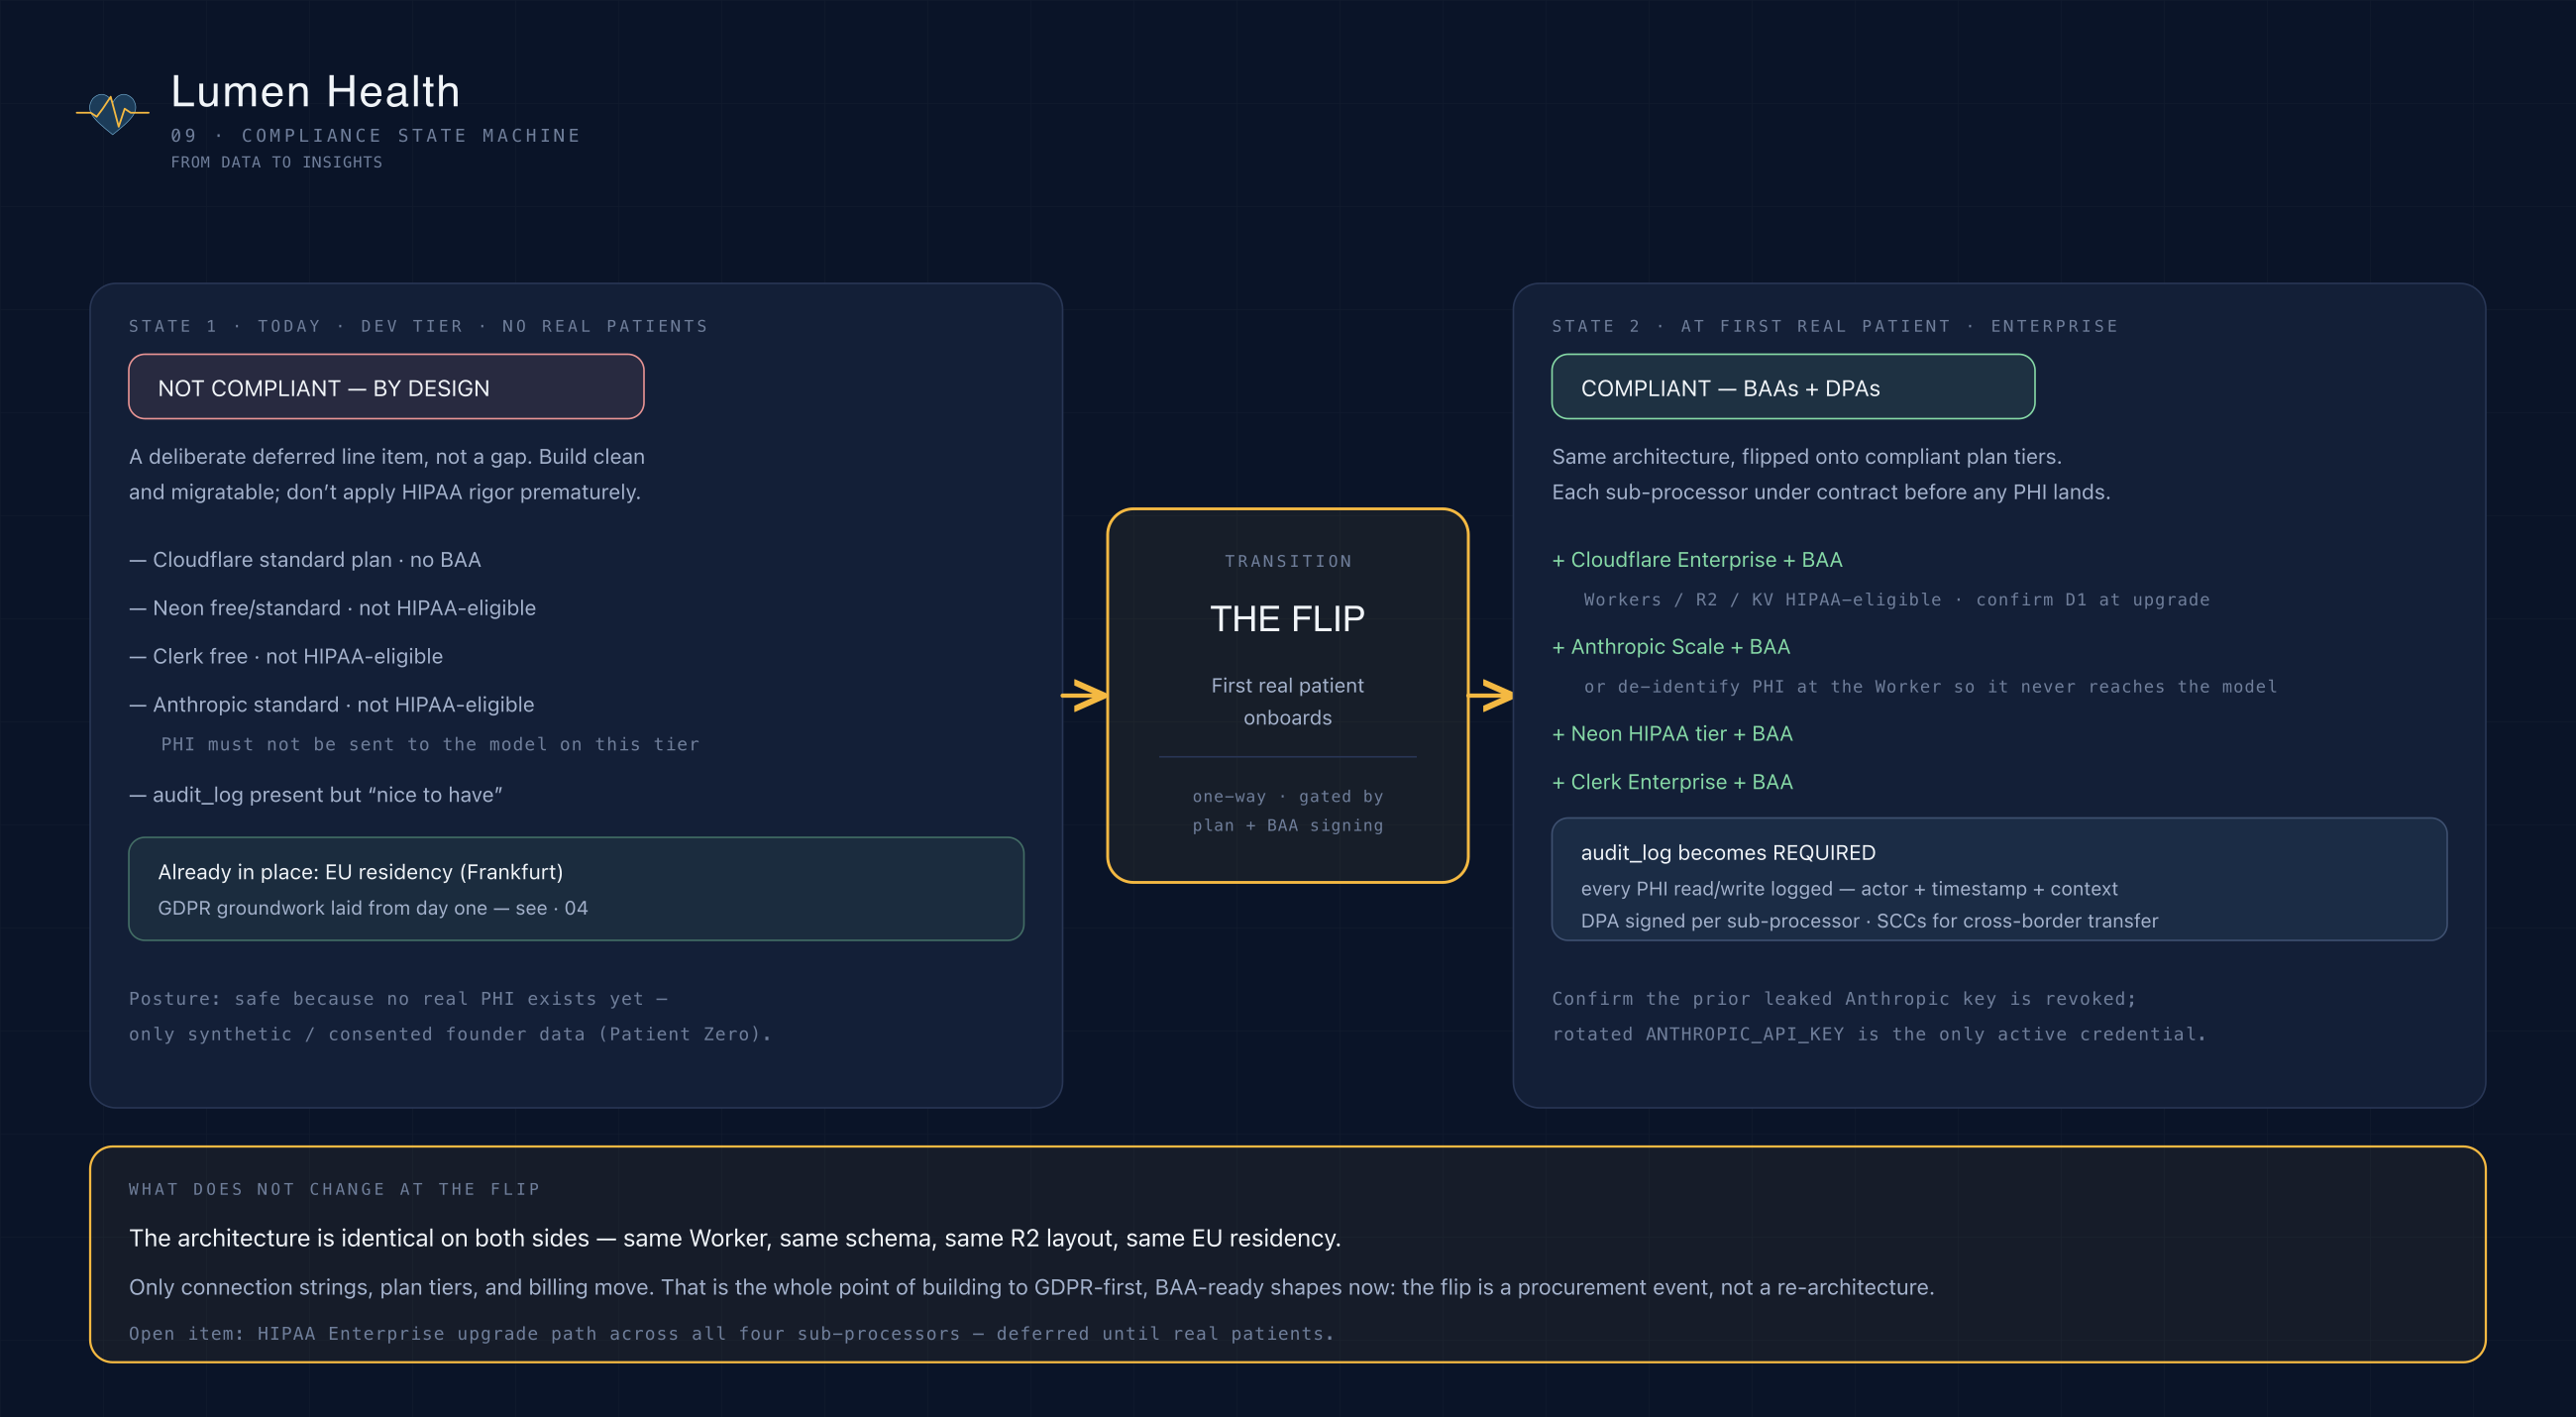 Lumen Health
09 · COMPLIANCE STATE MACHINE
FROM DATA TO INSIGHTS
STATE 1 · TODAY · DEV TIER · NO REAL PATIENTS
NOT COMPLIANT — BY DESIGN
A deliberate deferred line item, not a gap. Build clean
and migratable; don’t apply HIPAA rigor prematurely.
— Cloudflare standard plan · no BAA
— Neon free/standard · not HIPAA-eligible
— Clerk free · not HIPAA-eligible
— Anthropic standard · not HIPAA-eligible
PHI must not be sent to the model on this tier
— audit_log present but “nice to have”
Already in place: EU residency (Frankfurt)
GDPR groundwork laid from day one — see · 04
Posture: safe because no real PHI exists yet —
only synthetic / consented founder data (Patient Zero).
TRANSITION
THE FLIP
First real patient
onboards
one-way · gated by
plan + BAA signing
STATE 2 · AT FIRST REAL PATIENT · ENTERPRISE
COMPLIANT — BAAs + DPAs
Same architecture, flipped onto compliant plan tiers.
Each sub-processor under contract before any PHI lands.
+ Cloudflare Enterprise + BAA
Workers / R2 / KV HIPAA-eligible · confirm D1 at upgrade
+ Anthropic Scale + BAA
or de-identify PHI at the Worker so it never reaches the model
+ Neon HIPAA tier + BAA
+ Clerk Enterprise + BAA
audit_log becomes REQUIRED
every PHI read/write logged — actor + timestamp + context
DPA signed per sub-processor · SCCs for cross-border transfer
Confirm the prior leaked Anthropic key is revoked;
rotated ANTHROPIC_API_KEY is the only active credential.
WHAT DOES NOT CHANGE AT THE FLIP
The architecture is identical on both sides — same Worker, same schema, same R2 layout, same EU residency.
Only connection strings, plan tiers, and billing move. That is the whole point of building to GDPR-first, BAA-ready shapes now: the flip is a procurement event, not a re-architecture.
Open item: HIPAA Enterprise upgrade path across all four sub-processors — deferred until real patients.